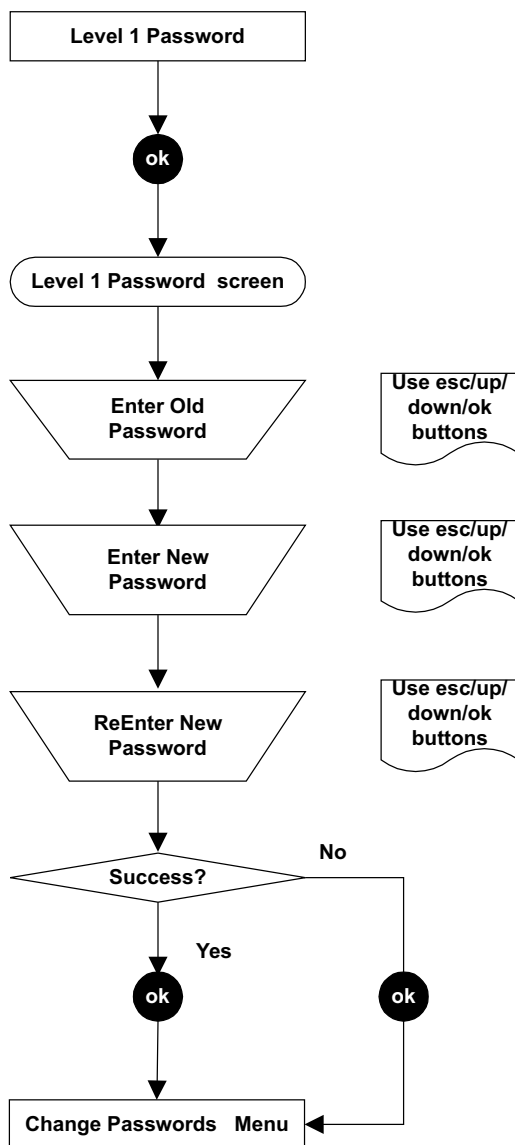 Level 1 Password
ok
Level 1 Password screen
Enter Old
Password
Use esc/up/
down/ok
buttons
Enter New
Password
Use esc/up/
down/ok
buttons
ReEnter New
Password
Use esc/up/
down/ok
buttons
Success?
No
Yes
ok
ok
Change Passwords Menu